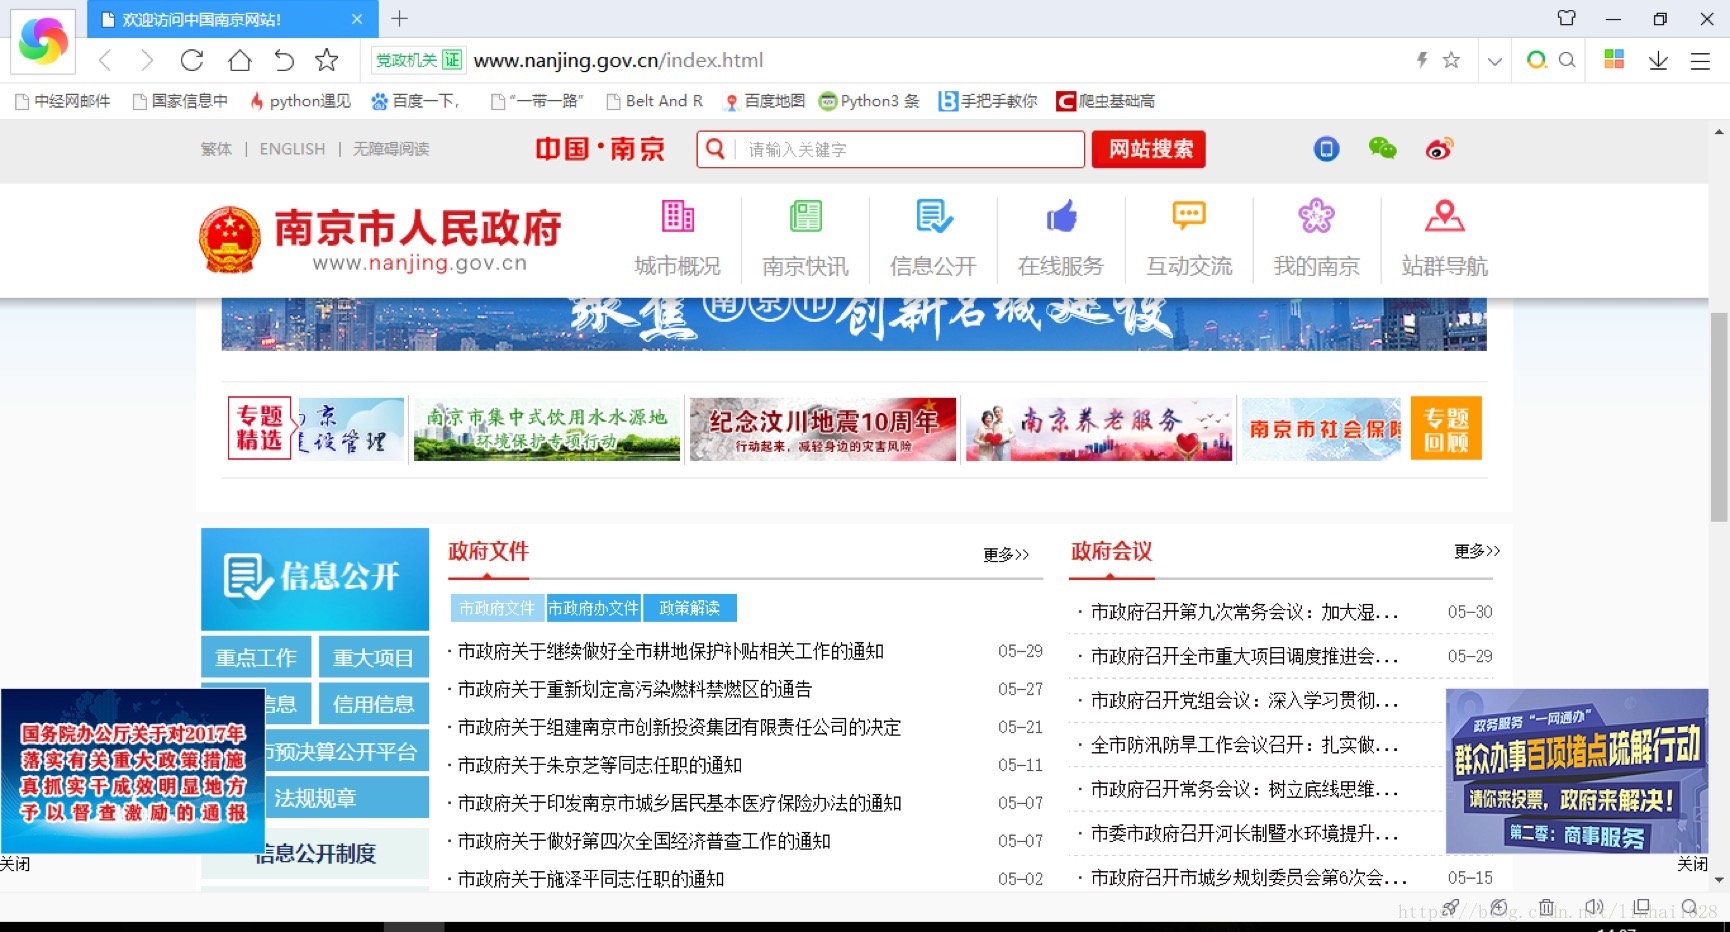 欢迎访问中国南京网站!
党政机关 证 www.nanjing.gov.cn/index.html
中经网邮件 国家信息中 python遇见 百度一下, “一带一路” Belt And R 百度地图 Python3 条 手把手教你 爬虫基础高
繁体 | ENGLISH | 无障碍阅读 中国·南京 请输入关键字 网站搜索
南京市人民政府
www.nanjing.gov.cn
城市概况 南京快讯 信息公开 在线服务 互动交流 我的南京 站群导航
聚焦南京市创新名城建设
专题精选
南京市集中式饮用水水源地
环境保护专项行动
纪念汶川地震10周年
行动起来，减轻身边的灾害风险
南京养老服务
南京市社会保障
专题回顾
信息公开
重点工作 重大项目
信息 信用信息
市预决算公开平台
法规规章
信息公开制度
政府文件 更多>>
市政府文件 市政府办文件 政策解读
· 市政府关于继续做好全市耕地保护补贴相关工作的通知 05-29
· 市政府关于重新划定高污染燃料禁燃区的通告 05-27
· 市政府关于组建南京市创新投资集团有限责任公司的决定 05-21
· 市政府关于朱京芝等同志任职的通知 05-11
· 市政府关于印发南京市城乡居民基本医疗保险办法的通知 05-07
· 市政府关于做好第四次全国经济普查工作的通知 05-07
· 市政府关于施泽平同志任职的通知 05-02
政府会议 更多>>
· 市政府召开第九次常务会议：加大湿... 05-30
· 市政府召开全市重大项目调度推进会... 05-29
· 市政府召开党组会议：深入学习贯彻...
· 全市防汛防旱工作会议召开：扎实做...
· 市政府召开常务会议：树立底线思维...
· 市委市政府召开河长制暨水环境提升...
· 市政府召开市城乡规划委员会第6次会... 05-15
国务院办公厅关于对2017年
落实有关重大政策措施
真抓实干成效明显地方
予以督查激励的通报
关闭
政务服务“一网通办”
群众办事百项堵点疏解行动
请你来投票，政府来解决！
第二季：商事服务
关闭
https://blog.csdn.net/linhai1028